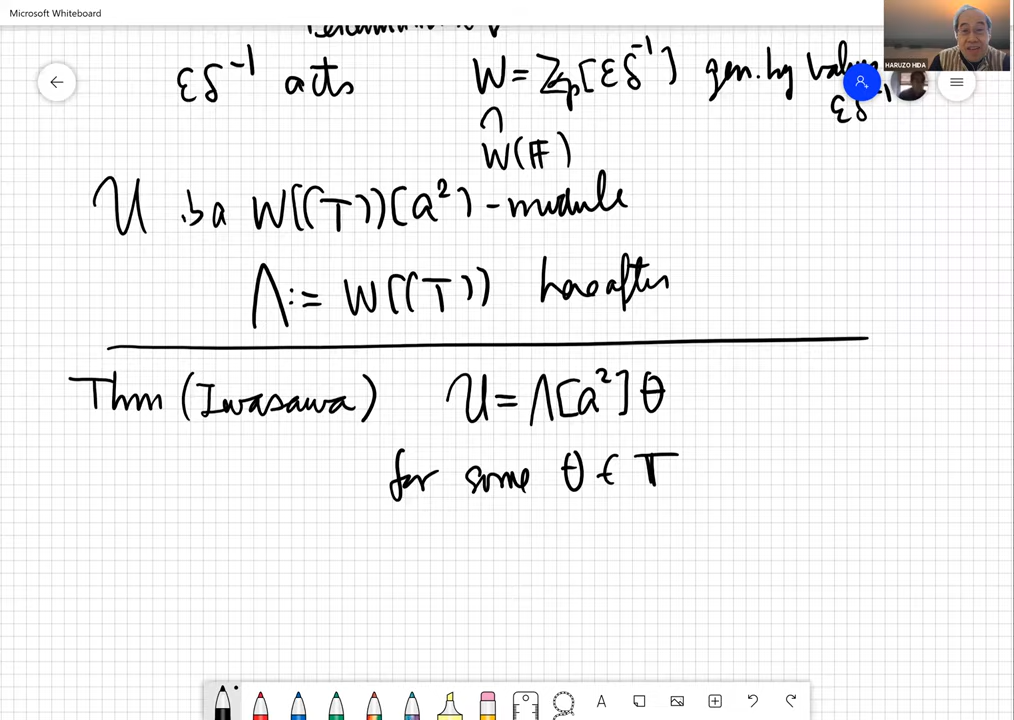 Microsoft Whiteboard
HARUZO HIDA
εδ⁻¹ acts W = ℤp[εδ⁻¹] gen. by values
εδ⁻¹
∩
W(𝔽)
𝒰 is a W[[T]][a²]-module
Λ := W[[T]] hereafter
Thm (Iwasawa) 𝒰 = Λ[a²]θ
for some θ ∈ T
A